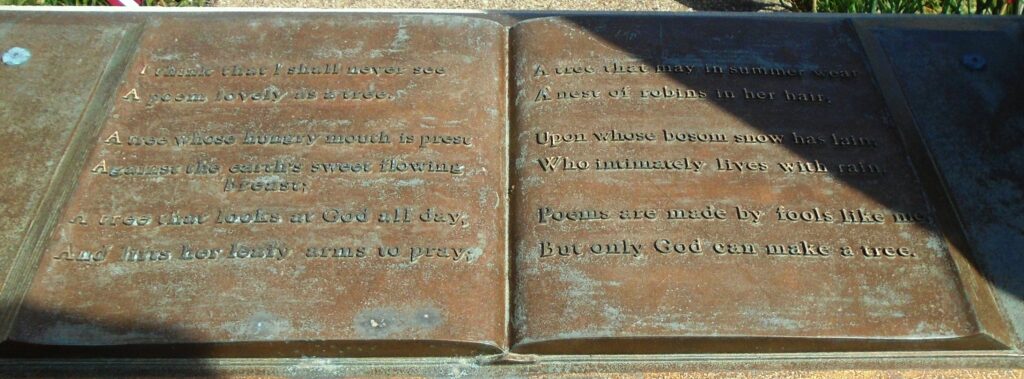 I think that I shall never see
A poem lovely as a tree.
A tree whose hungry mouth is prest
Against the earth's sweet flowing
breast;
A tree that looks at God all day,
And lifts her leafy arms to pray;
A tree that may in summer wear
A nest of robins in her hair,
Upon whose bosom snow has lain,
Who intimately lives with rain.
Poems are made by fools like me,
But only God can make a tree.